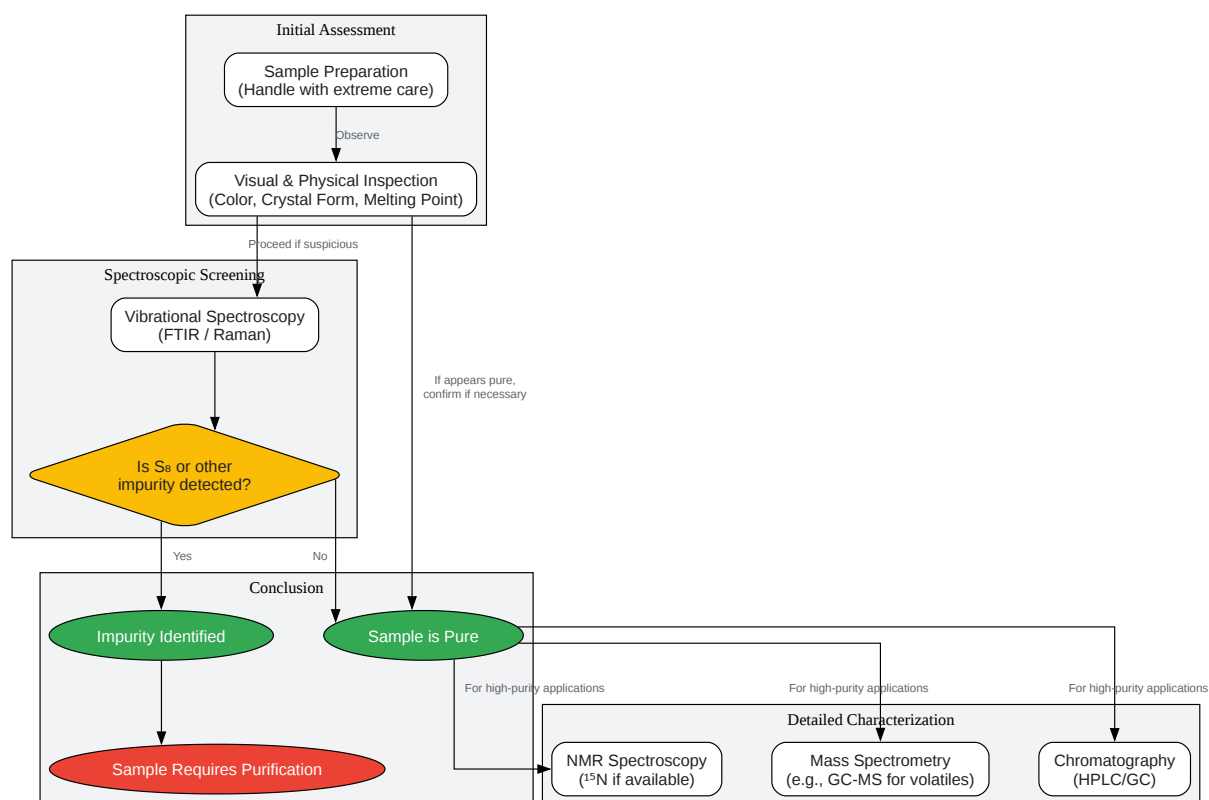 Initial Assessment
Sample Preparation
(Handle with extreme care)
Observe
Visual & Physical Inspection
(Color, Crystal Form, Melting Point)
Proceed if suspicious
Spectroscopic Screening
Vibrational Spectroscopy
(FTIR / Raman)
If appears pure,
confirm if necessary
Is S₈ or other
impurity detected?
Yes
No
Conclusion
Impurity Identified
Sample is Pure
For high-purity applications
For high-purity applications
For high-purity applications
Detailed Characterization
Sample Requires Purification
NMR Spectroscopy
(¹⁵N if available)
Mass Spectrometry
(e.g., GC-MS for volatiles)
Chromatography
(HPLC/GC)